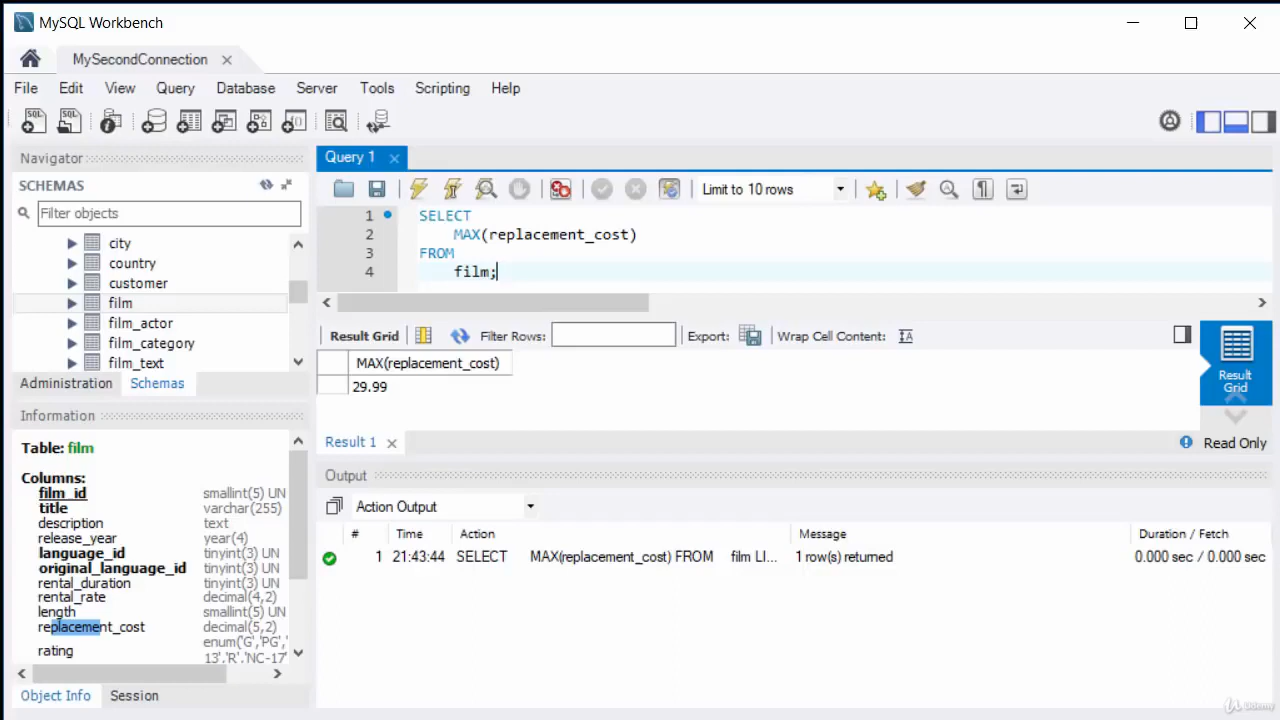 MySQL Workbench
MySecondConnection
File Edit View Query Database Server Tools Scripting Help
Navigator
SCHEMAS
Filter objects
city
country
customer
film
film_actor
film_category
film_text
Administration Schemas
Information
Table: film
Columns:
film_id smallint(5) UN
title varchar(255)
description text
release_year year(4)
language_id tinyint(3) UN
original_language_id tinyint(3) UN
rental_duration tinyint(3) UN
rental_rate decimal(4,2)
length smallint(5) UN
replacement_cost decimal(5,2)
rating enum('G','PG','
13','R','NC-17'
Object Info Session
Query 1
SQL SQL
Limit to 10 rows
1 SELECT
2 MAX(replacement_cost)
3 FROM
4 film;
Result Grid Filter Rows: Export: Wrap Cell Content:
MAX(replacement_cost)
29.99
Result Grid
Result 1
Read Only
Output
Action Output
# Time Action Message Duration / Fetch
1 21:43:44 SELECT MAX(replacement_cost) FROM film LI... 1 row(s) returned 0.000 sec / 0.000 sec
Udemy